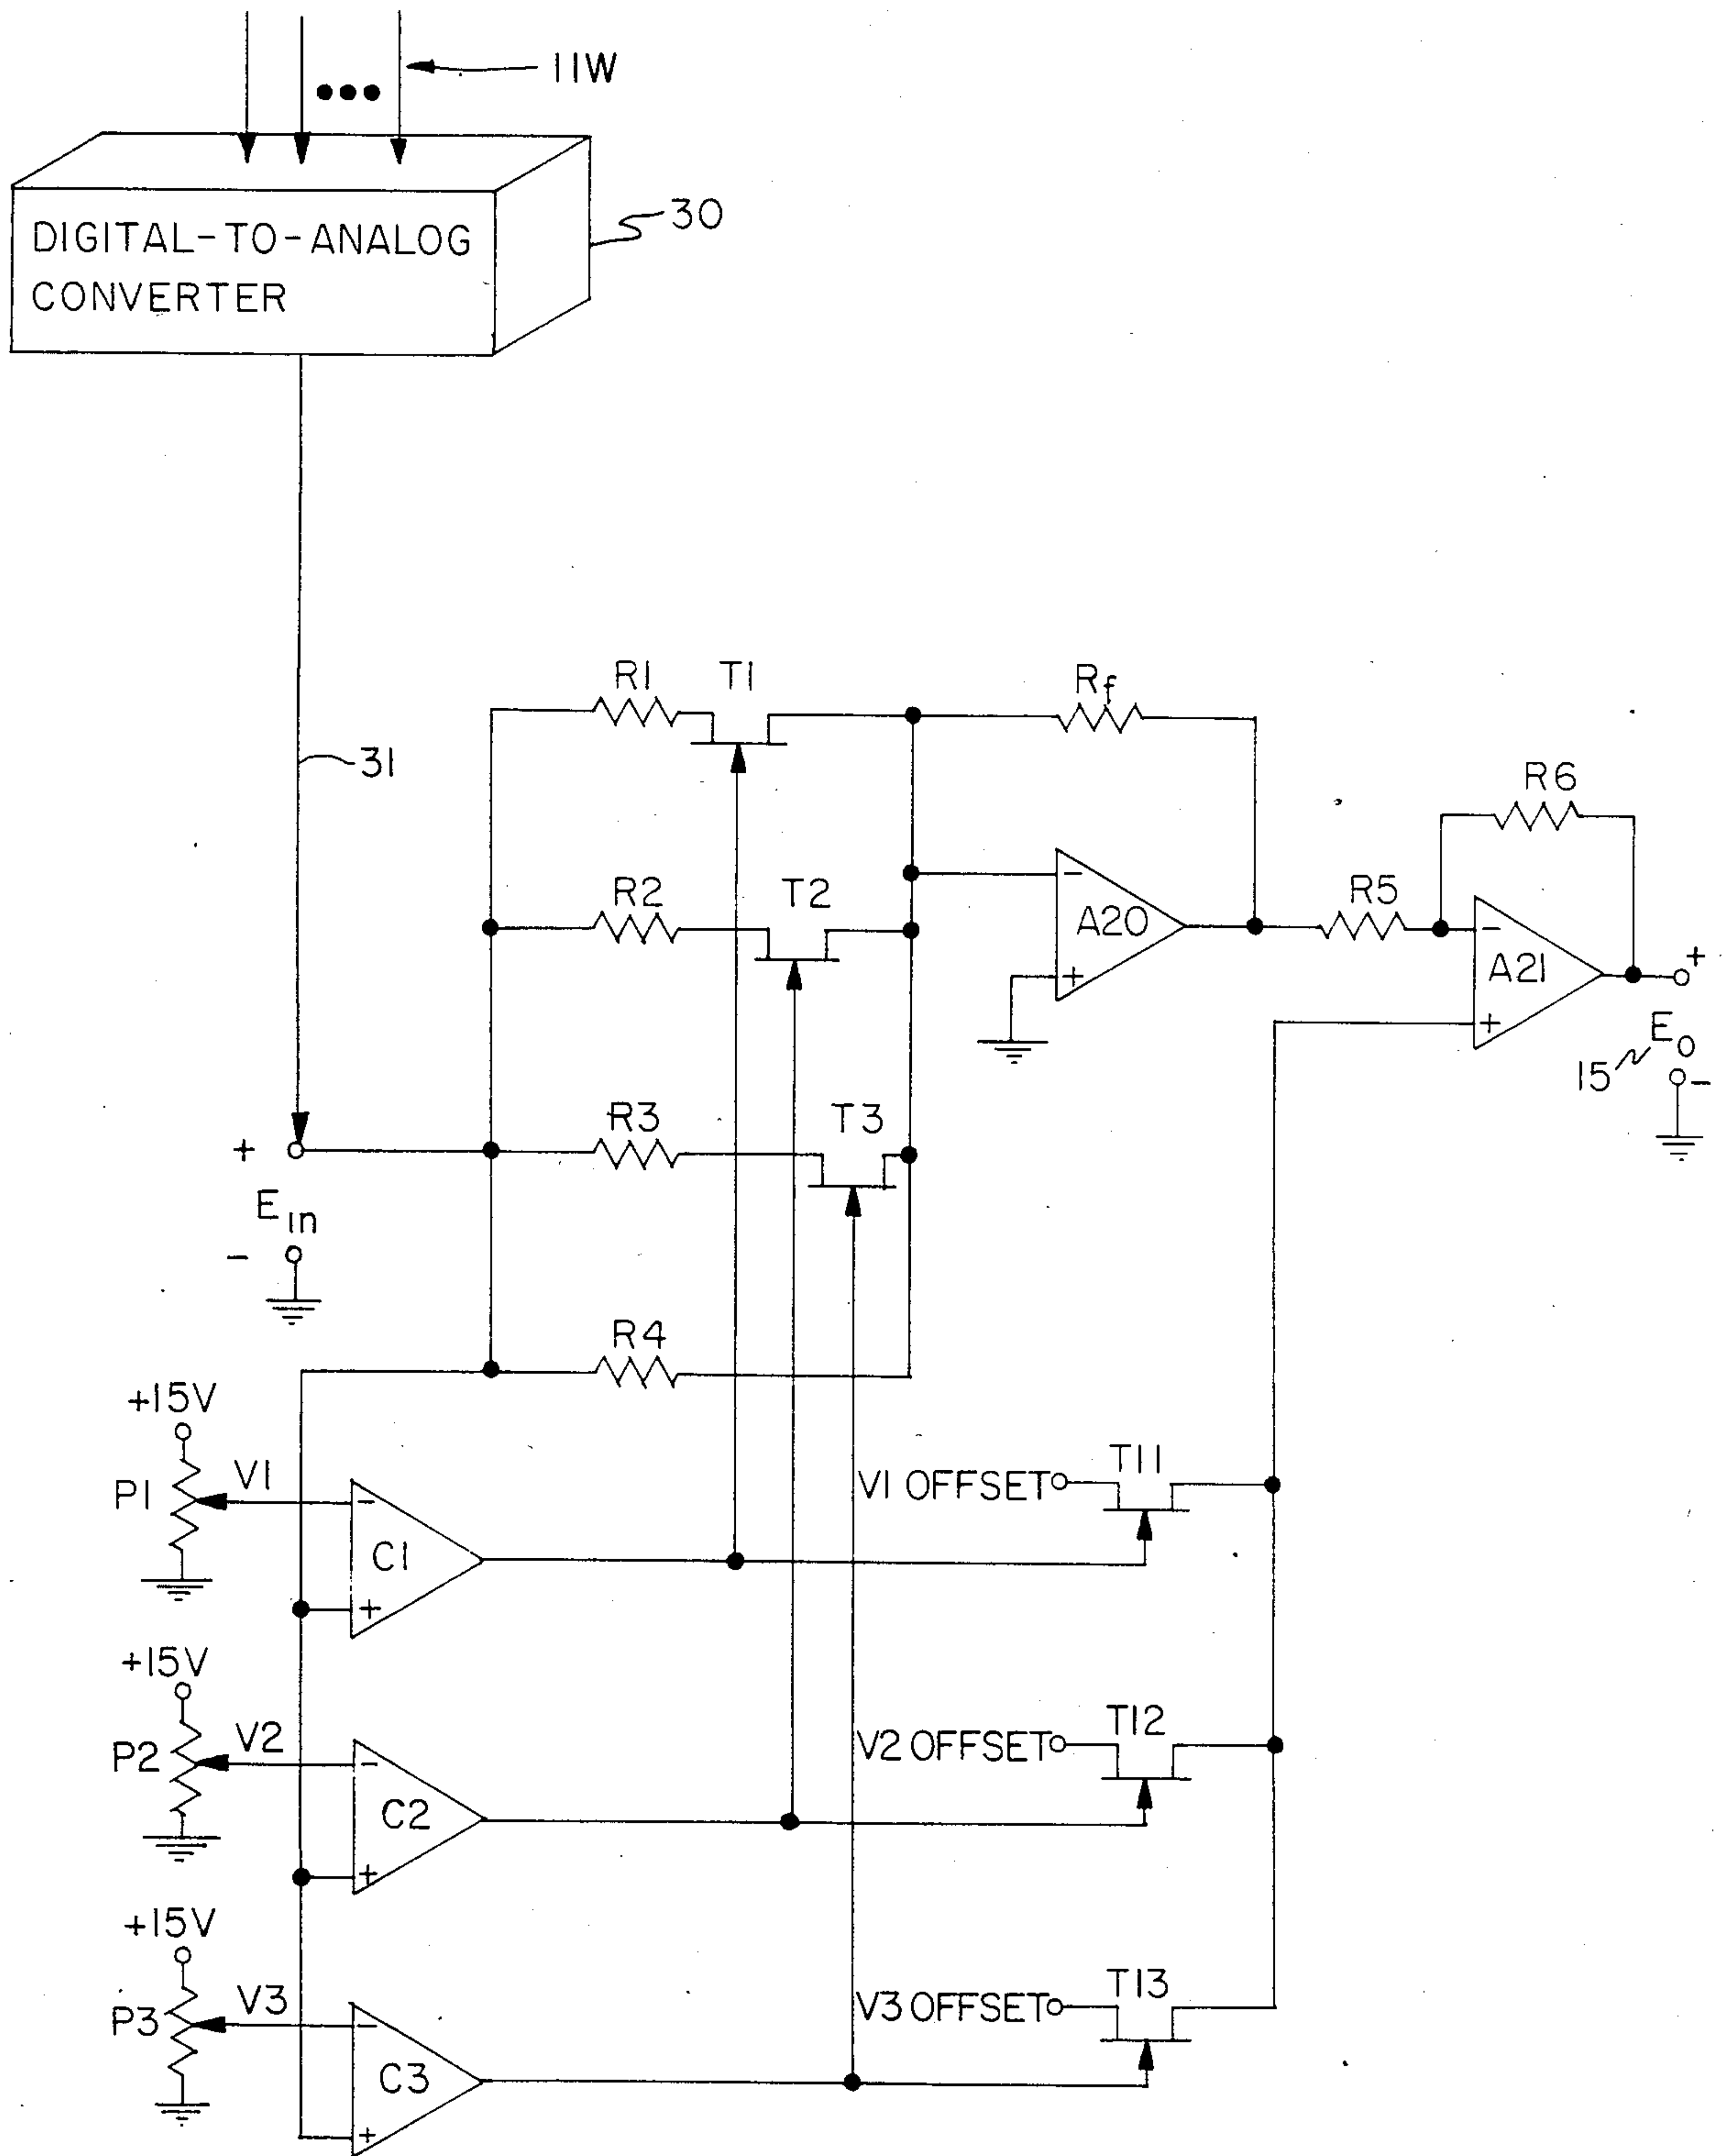 11W
DIGITAL-TO-ANALOG
CONVERTER
30
31
R1
T1
Rf
R6
R2
T2
A20
R5
A21
+
-
+
-
+
R3
T3
Eo
15
-
+
Ein
-
R4
+15V
P1
V1
-
C1
+
V1 OFFSET
T11
+15V
P2
V2
-
C2
+
V2 OFFSET
T12
+15V
P3
V3
-
C3
+
V3 OFFSET
T13